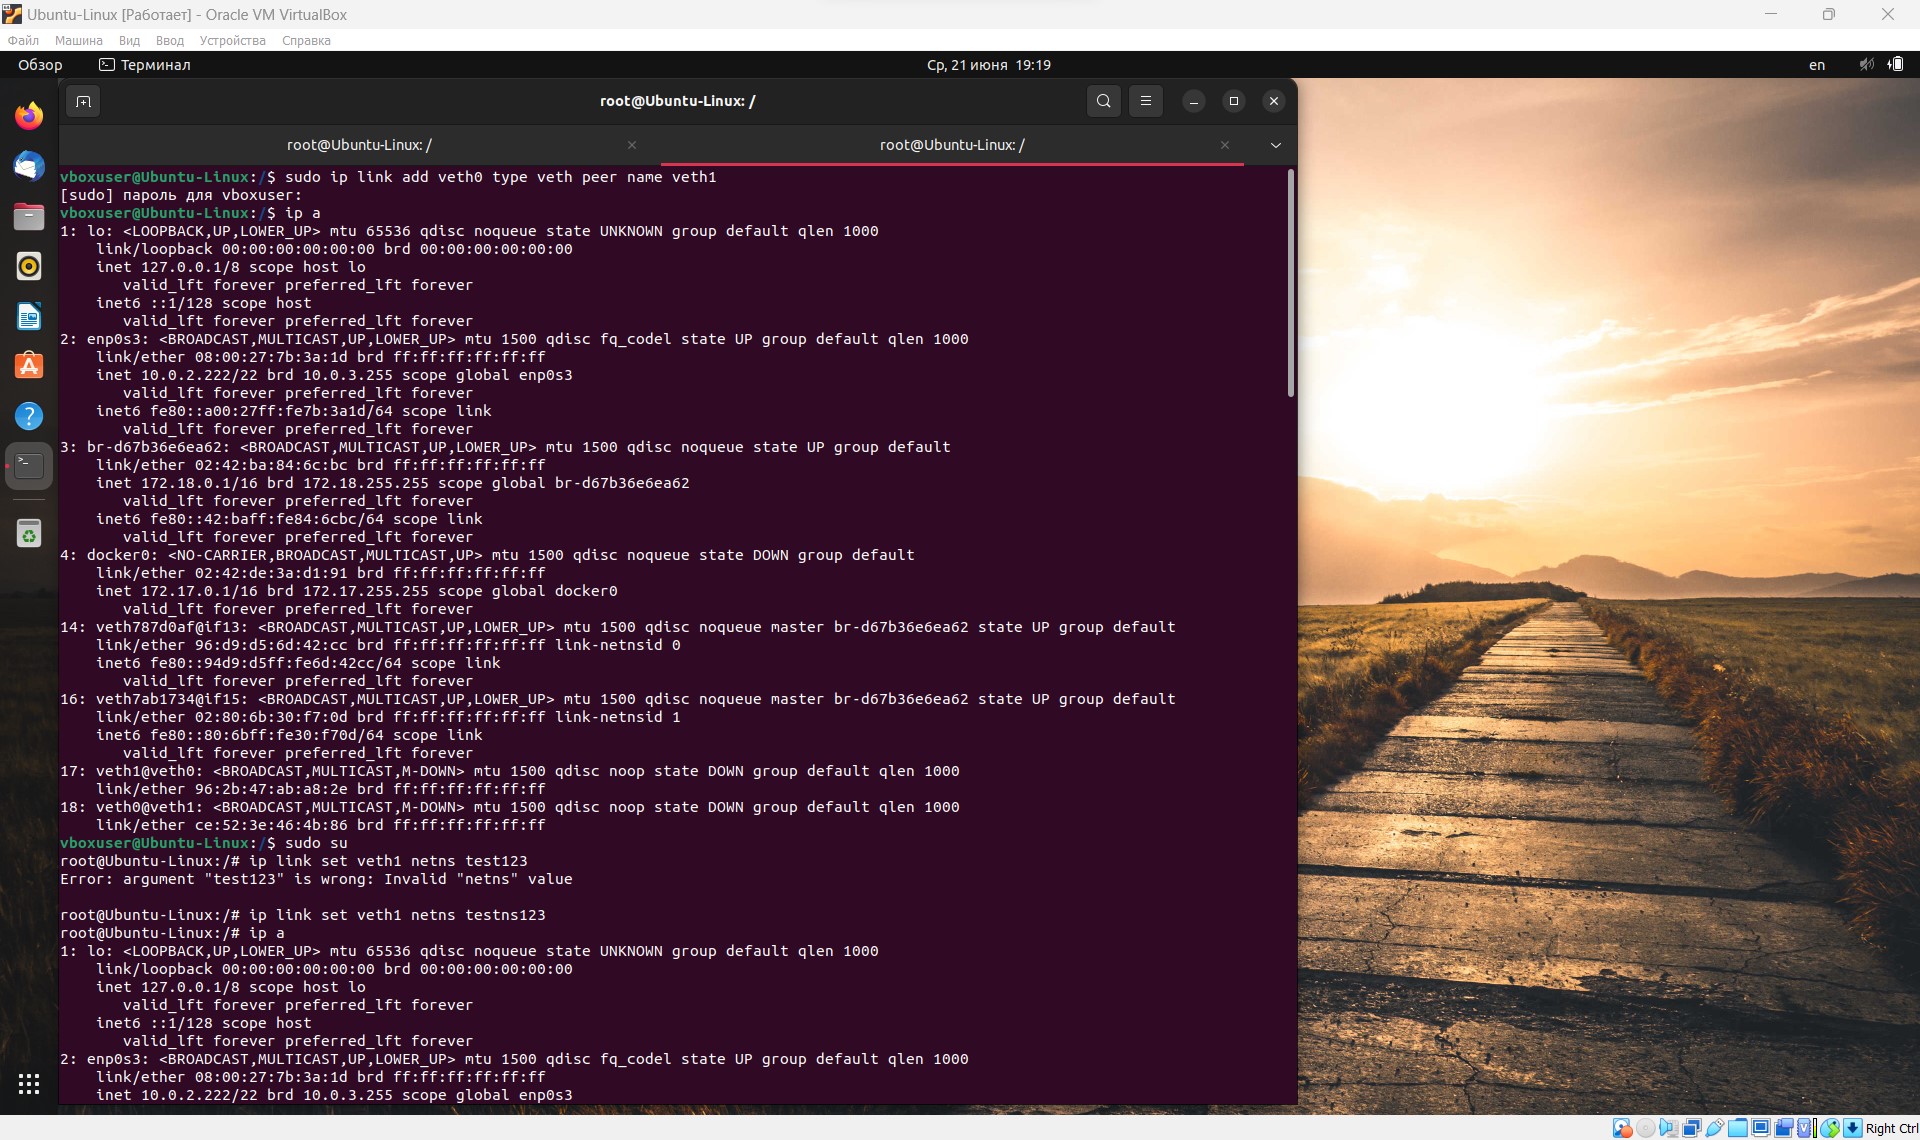 Ubuntu-Linux [Работает] - Oracle VM VirtualBox
Файл Машина Вид Ввод Устройства Справка
Обзор Терминал Ср, 21 июня 19:19 en
root@Ubuntu-Linux: /
root@Ubuntu-Linux: / root@Ubuntu-Linux: /
vboxuser@Ubuntu-Linux:/$ sudo ip link add veth0 type veth peer name veth1
[sudo] пароль для vboxuser:
vboxuser@Ubuntu-Linux:/$ ip a
1: lo: <LOOPBACK,UP,LOWER_UP> mtu 65536 qdisc noqueue state UNKNOWN group default qlen 1000
link/loopback 00:00:00:00:00:00 brd 00:00:00:00:00:00
inet 127.0.0.1/8 scope host lo
valid_lft forever preferred_lft forever
inet6 ::1/128 scope host
valid_lft forever preferred_lft forever
2: enp0s3: <BROADCAST,MULTICAST,UP,LOWER_UP> mtu 1500 qdisc fq_codel state UP group default qlen 1000
link/ether 08:00:27:7b:3a:1d brd ff:ff:ff:ff:ff:ff
inet 10.0.2.222/22 brd 10.0.3.255 scope global enp0s3
valid_lft forever preferred_lft forever
inet6 fe80::a00:27ff:fe7b:3a1d/64 scope link
valid_lft forever preferred_lft forever
3: br-d67b36e6ea62: <BROADCAST,MULTICAST,UP,LOWER_UP> mtu 1500 qdisc noqueue state UP group default
link/ether 02:42:ba:84:6c:bc brd ff:ff:ff:ff:ff:ff
inet 172.18.0.1/16 brd 172.18.255.255 scope global br-d67b36e6ea62
valid_lft forever preferred_lft forever
inet6 fe80::42:baff:fe84:6cbc/64 scope link
valid_lft forever preferred_lft forever
4: docker0: <NO-CARRIER,BROADCAST,MULTICAST,UP> mtu 1500 qdisc noqueue state DOWN group default
link/ether 02:42:de:3a:d1:91 brd ff:ff:ff:ff:ff:ff
inet 172.17.0.1/16 brd 172.17.255.255 scope global docker0
valid_lft forever preferred_lft forever
14: veth787d0af@if13: <BROADCAST,MULTICAST,UP,LOWER_UP> mtu 1500 qdisc noqueue master br-d67b36e6ea62 state UP group default
link/ether 96:d9:d5:6d:42:cc brd ff:ff:ff:ff:ff:ff link-netnsid 0
inet6 fe80::94d9:d5ff:fe6d:42cc/64 scope link
valid_lft forever preferred_lft forever
16: veth7ab1734@if15: <BROADCAST,MULTICAST,UP,LOWER_UP> mtu 1500 qdisc noqueue master br-d67b36e6ea62 state UP group default
link/ether 02:80:6b:30:f7:0d brd ff:ff:ff:ff:ff:ff link-netnsid 1
inet6 fe80::80:6bff:fe30:f70d/64 scope link
valid_lft forever preferred_lft forever
17: veth1@veth0: <BROADCAST,MULTICAST,M-DOWN> mtu 1500 qdisc noop state DOWN group default qlen 1000
link/ether 96:2b:47:ab:a8:2e brd ff:ff:ff:ff:ff:ff
18: veth0@veth1: <BROADCAST,MULTICAST,M-DOWN> mtu 1500 qdisc noop state DOWN group default qlen 1000
link/ether ce:52:3e:46:4b:86 brd ff:ff:ff:ff:ff:ff
vboxuser@Ubuntu-Linux:/$ sudo su
root@Ubuntu-Linux:/# ip link set veth1 netns test123
Error: argument "test123" is wrong: Invalid "netns" value
root@Ubuntu-Linux:/# ip link set veth1 netns testns123
root@Ubuntu-Linux:/# ip a
1: lo: <LOOPBACK,UP,LOWER_UP> mtu 65536 qdisc noqueue state UNKNOWN group default qlen 1000
link/loopback 00:00:00:00:00:00 brd 00:00:00:00:00:00
inet 127.0.0.1/8 scope host lo
valid_lft forever preferred_lft forever
inet6 ::1/128 scope host
valid_lft forever preferred_lft forever
2: enp0s3: <BROADCAST,MULTICAST,UP,LOWER_UP> mtu 1500 qdisc fq_codel state UP group default qlen 1000
link/ether 08:00:27:7b:3a:1d brd ff:ff:ff:ff:ff:ff
inet 10.0.2.222/22 brd 10.0.3.255 scope global enp0s3
Right Ctrl